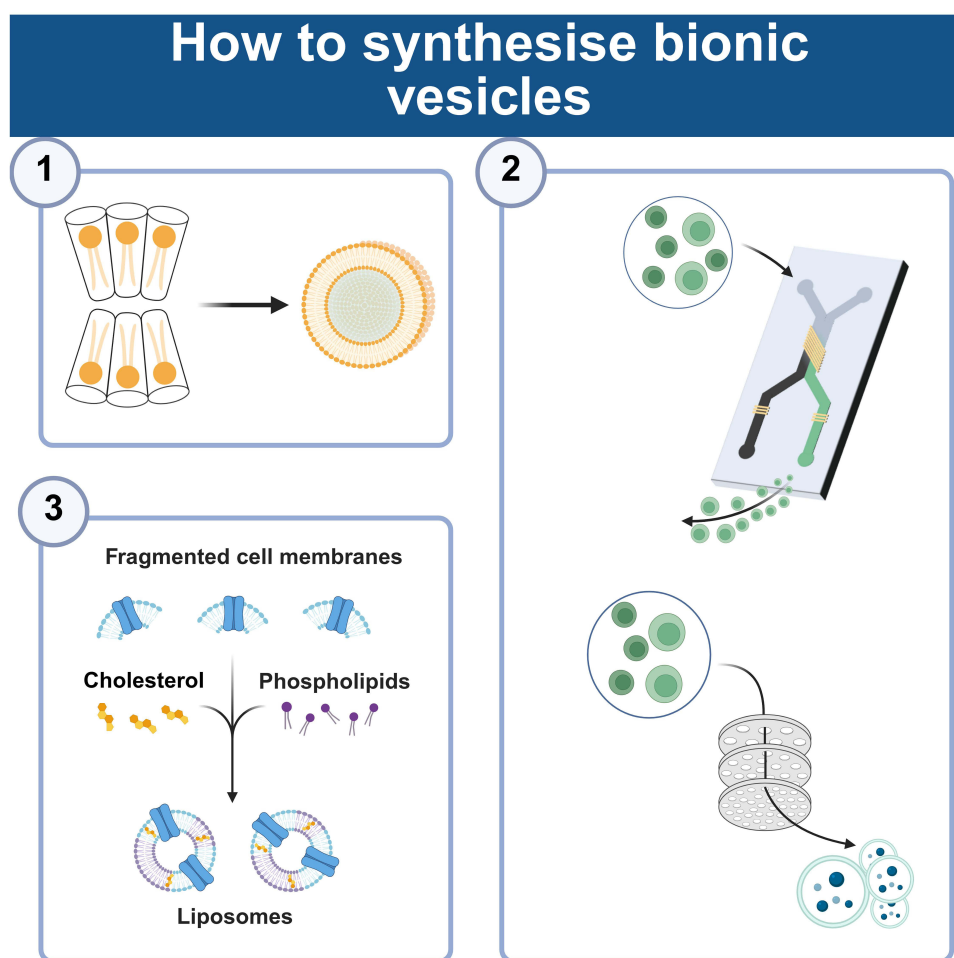 How to synthesise bionic
vesicles
1
2
3
Fragmented cell membranes
Cholesterol
Phospholipids
Liposomes